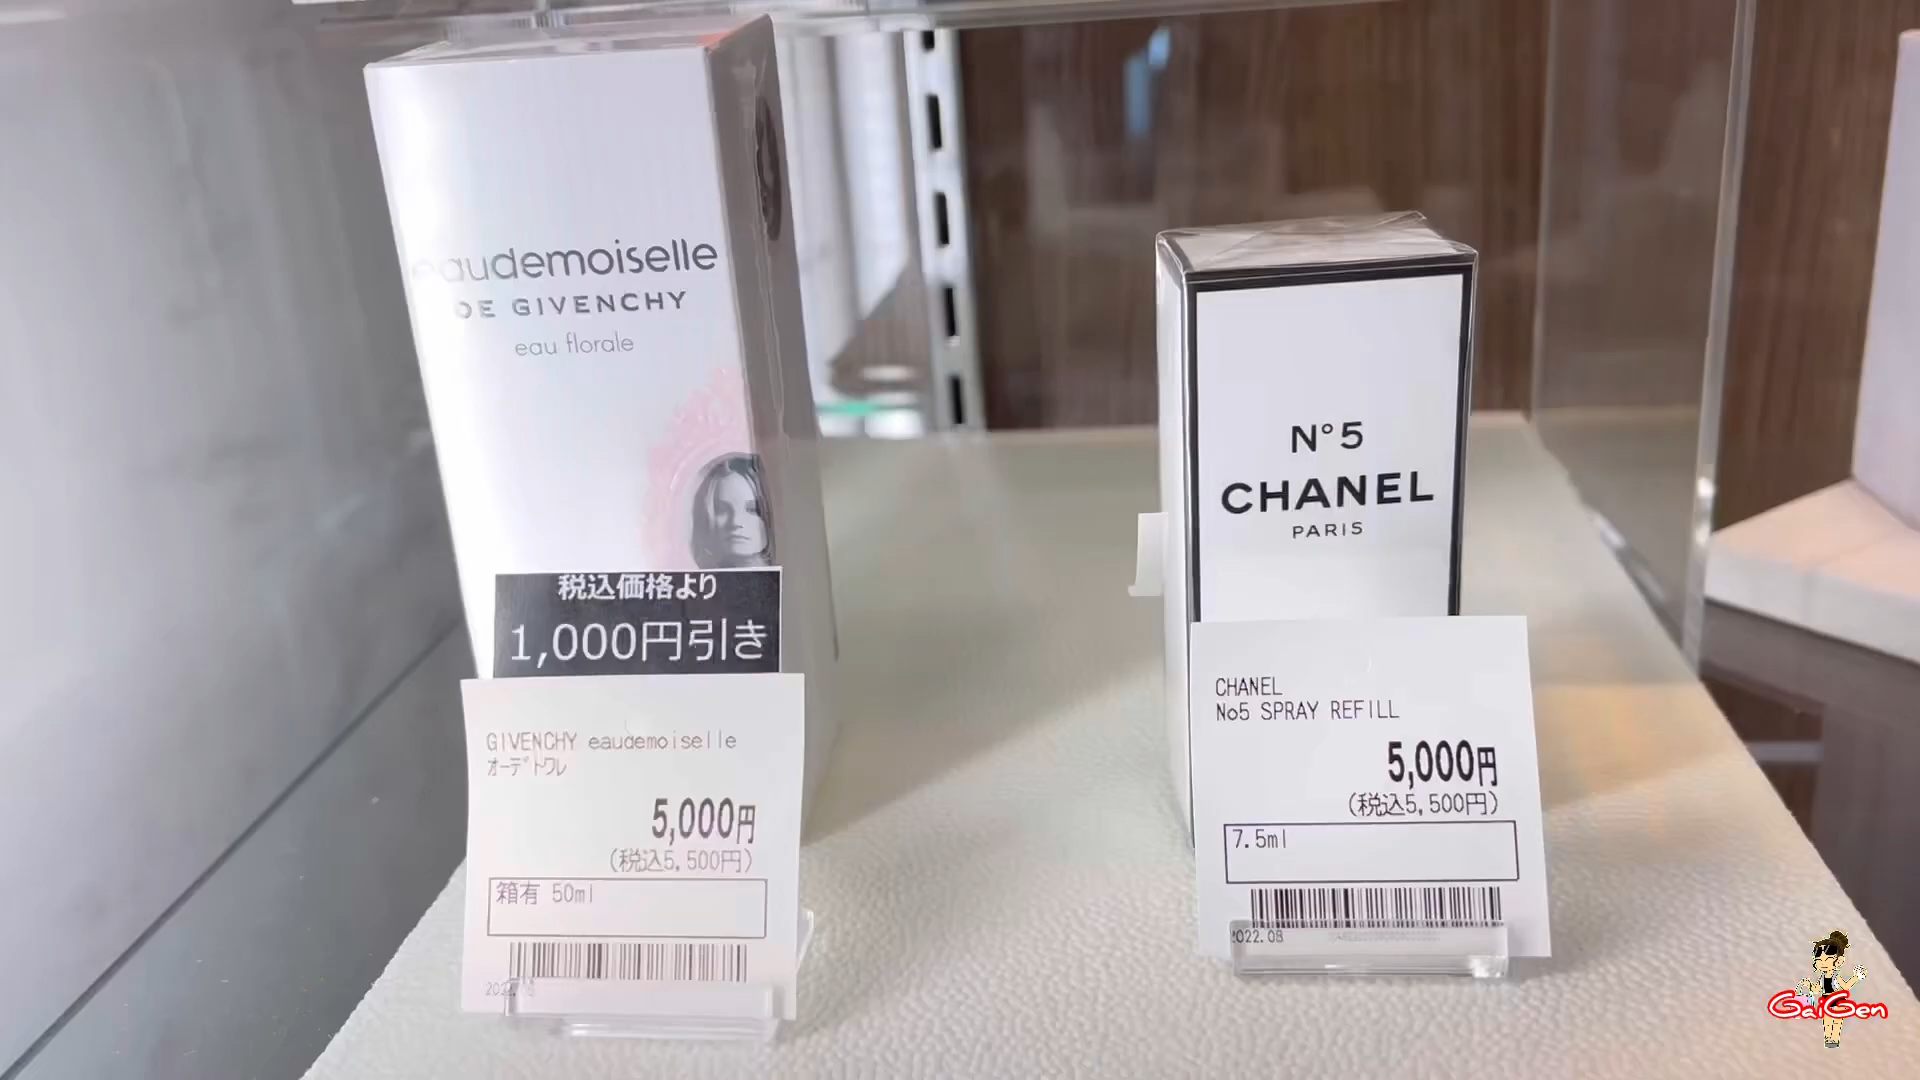 eaudemoiselle
DE GIVENCHY
eau florale
税込価格より
1,000円引き
GIVENCHY eaudemoiselle
オーデトワレ
5,000円
(税込5,500円)
箱有 50ml
N°5
CHANEL
PARIS
CHANEL
No5 SPRAY REFILL
5,000円
(税込5,500円)
7.5ml
2022.08
GaiGen